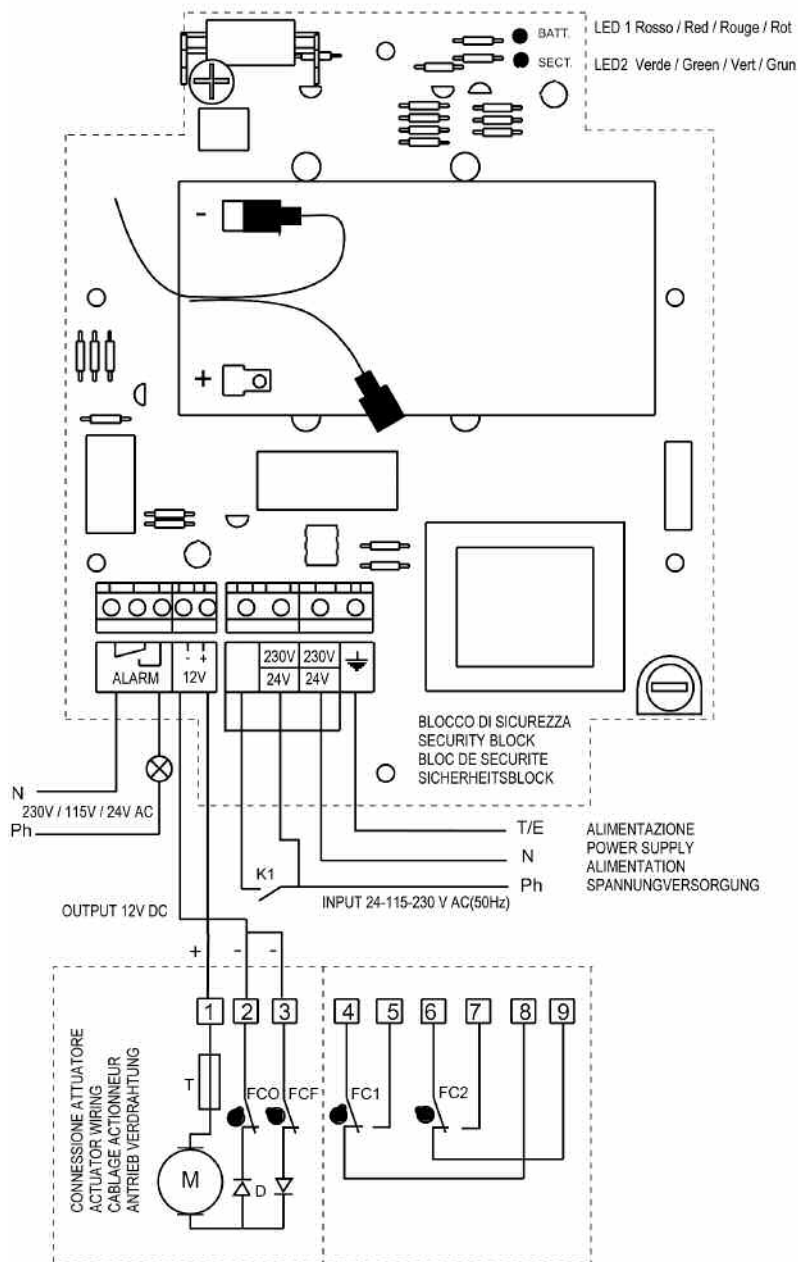 BATT.
LED 1 Rosso / Red / Rouge / Rot
SECT.
LED2 Verde / Green / Vert / Grun
-
+
- +
230V 230V
ALARM 12V 24V 24V
BLOCCO DI SICUREZZA
SECURITY BLOCK
BLOC DE SECURITE
SICHERHEITSBLOCK
N
230V / 115V / 24V AC
Ph
T/E
N
Ph
ALIMENTAZIONE
POWER SUPPLY
ALIMENTATION
SPANNUNGVERSORGUNG
K1
INPUT 24-115-230 V AC(50Hz)
OUTPUT 12V DC
+ - -
1 2 3 4 5 6 7 8 9
CONNESSIONE ATTUATORE
ACTUATOR WIRING
CABLAGE ACTIONNEUR
ANTRIEB VERDRAHTUNG
T
FCO FCF FC1 FC2
M
D